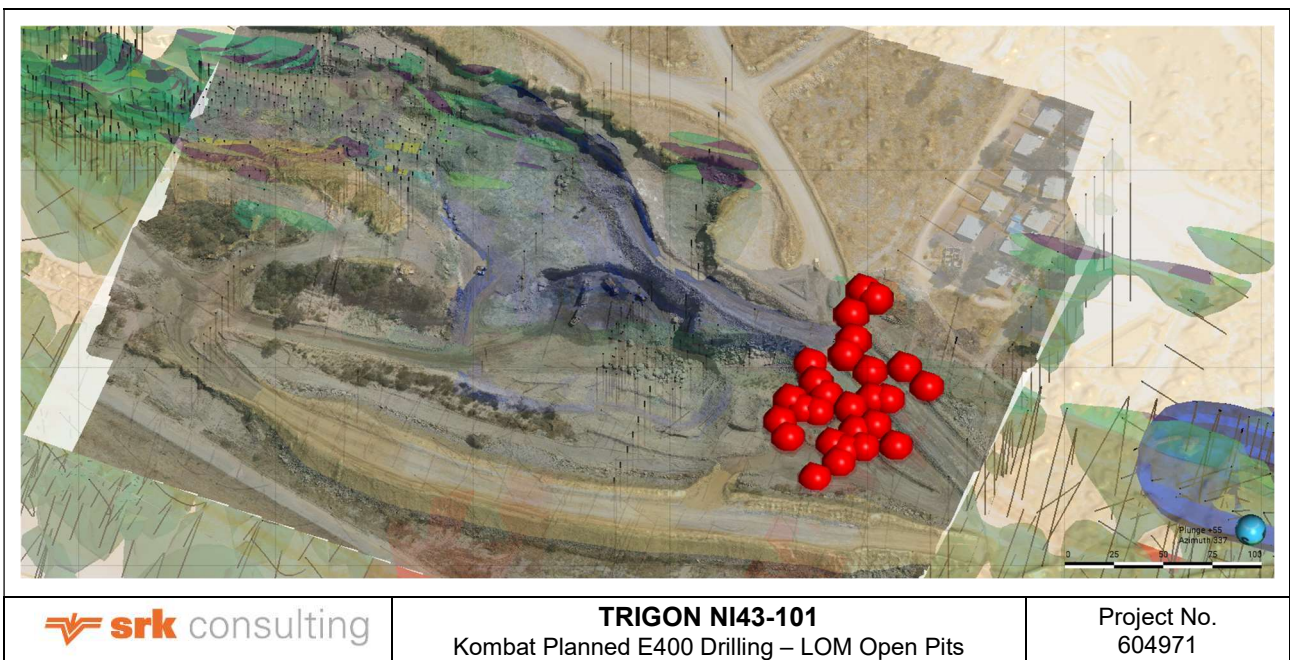 Plunge +55
Azimuth 337
0 25 50 75 100
srk consulting
TRIGON NI43-101
Kombat Planned E400 Drilling – LOM Open Pits
Project No.
604971